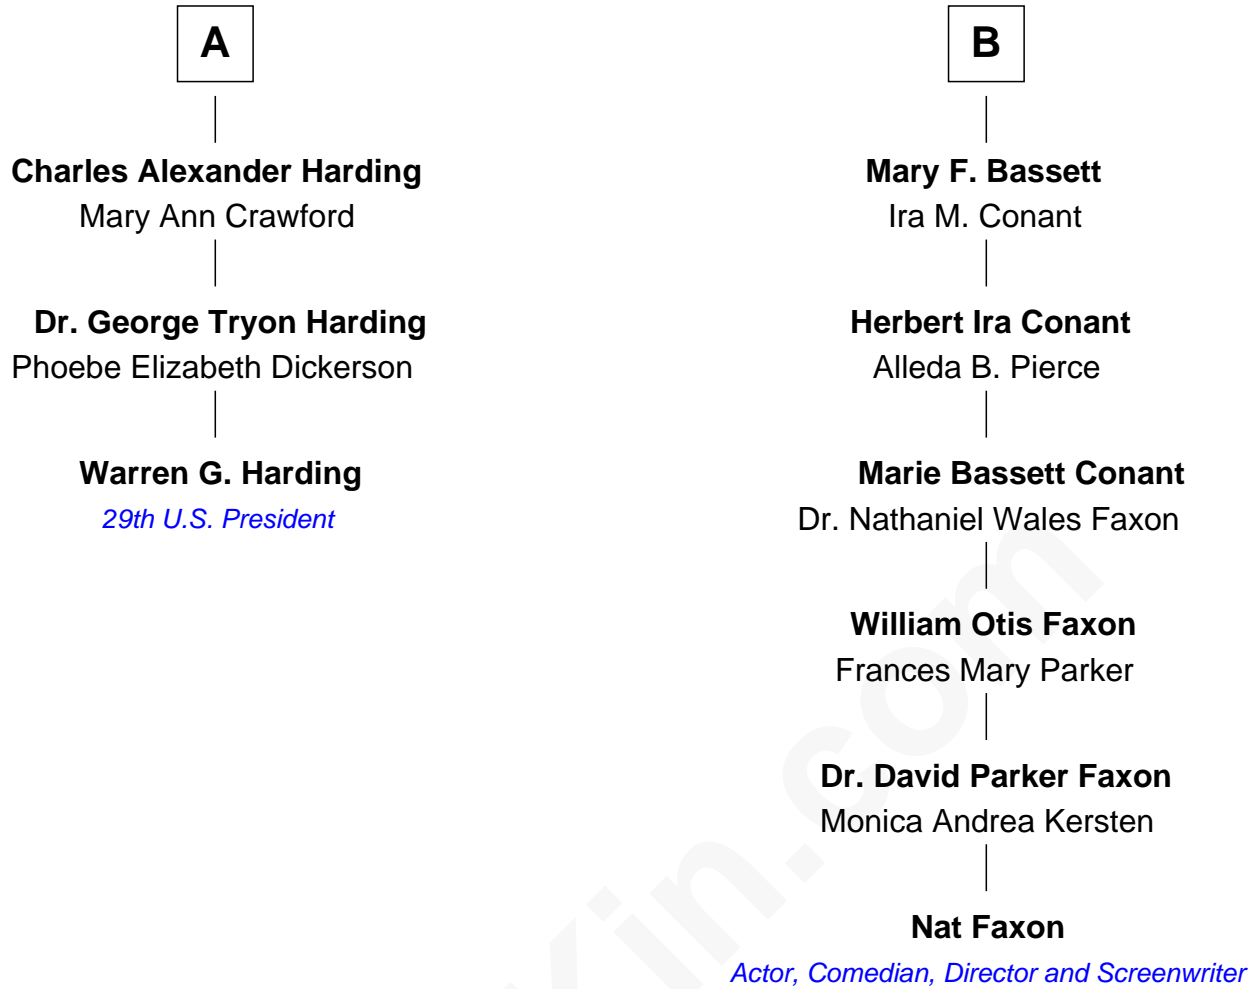 A
Charles Alexander Harding
Mary Ann Crawford
Dr. George Tryon Harding
Phoebe Elizabeth Dickerson
Warren G. Harding
29th U.S. President
B
Mary F. Bassett
Ira M. Conant
Herbert Ira Conant
Alleda B. Pierce
Marie Bassett Conant
Dr. Nathaniel Wales Faxon
William Otis Faxon
Frances Mary Parker
Dr. David Parker Faxon
Monica Andrea Kersten
Nat Faxon
Actor, Comedian, Director and Screenwriter
Kin.com